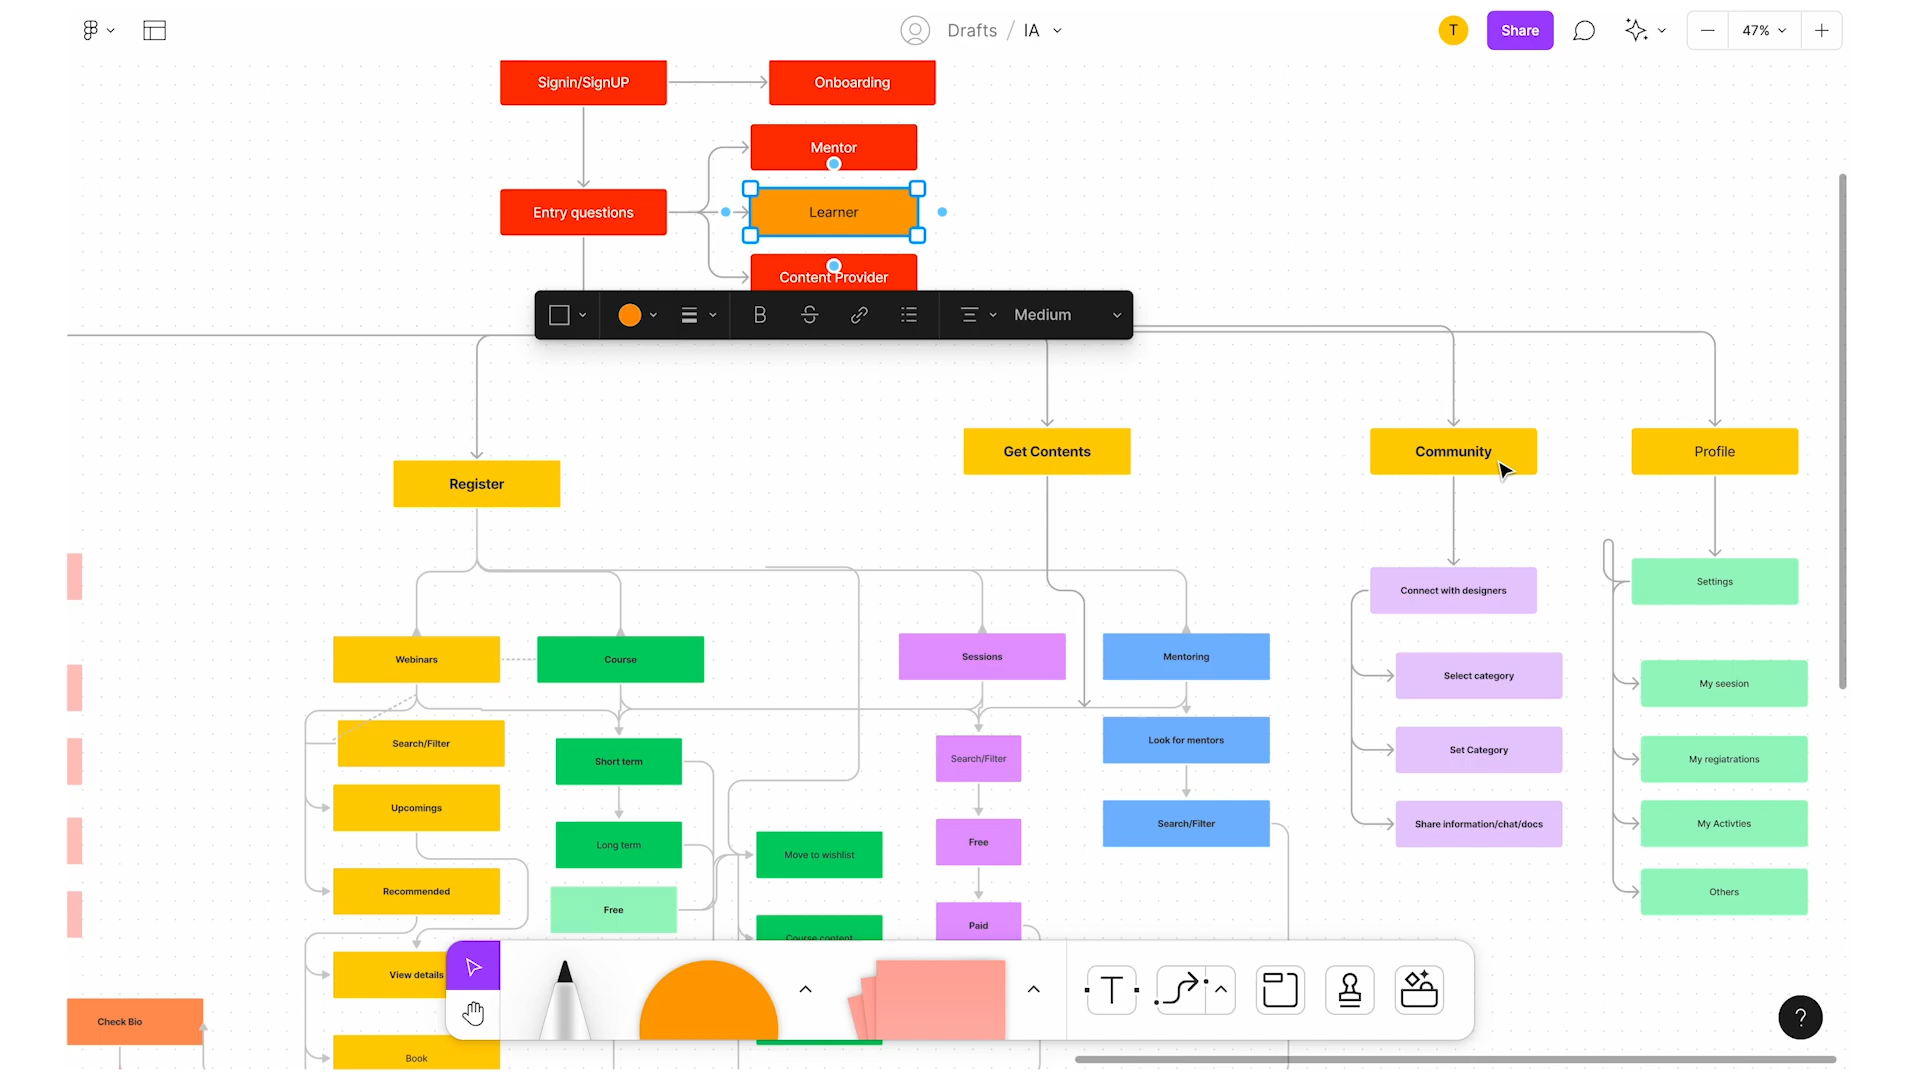 Drafts / IA
T
Share
47%
Signin/SignUP
Onboarding
Mentor
Entry questions
Learner
Content Provider
B
S
Medium
Get Contents
Community
Profile
Register
Settings
Connect with designers
Webinars
Course
Sessions
Mentoring
Select category
My seesion
Search/Filter
Short term
Search/Filter
Look for mentors
Set Category
My regiatrations
Upcomings
Long term
Move to wishlist
Free
Search/Filter
Share information/chat/docs
My Activties
Recommended
Free
Paid
Others
Course content
View details
T
Check Bio
Book
?